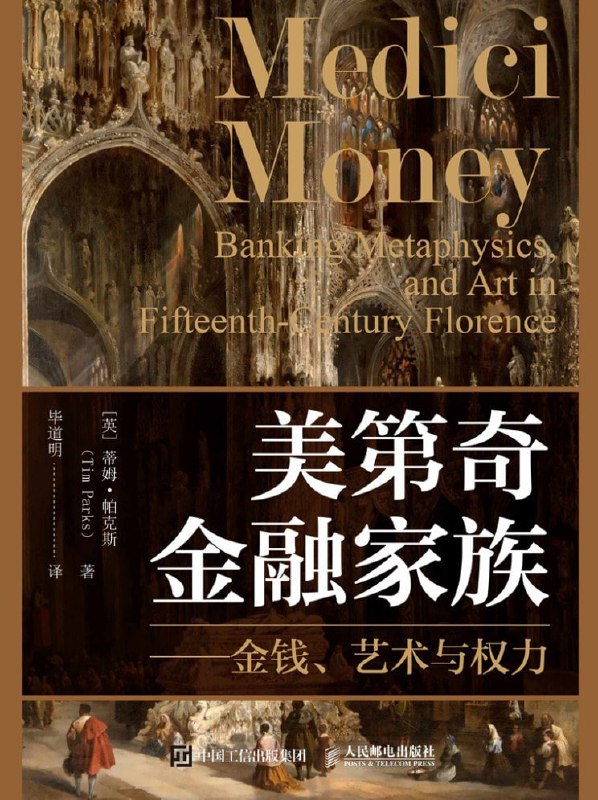 Medici
Money
Banking Metaphysics,
and Art in
Fifteenth-Century Florence
美第奇
金融家族
——金钱、艺术与权力
[英] 蒂姆·帕克斯
(Tim Parks) 著
毕道明 译
中国工信出版集团
人民邮电出版社
POSTS & TELECOM PRESS